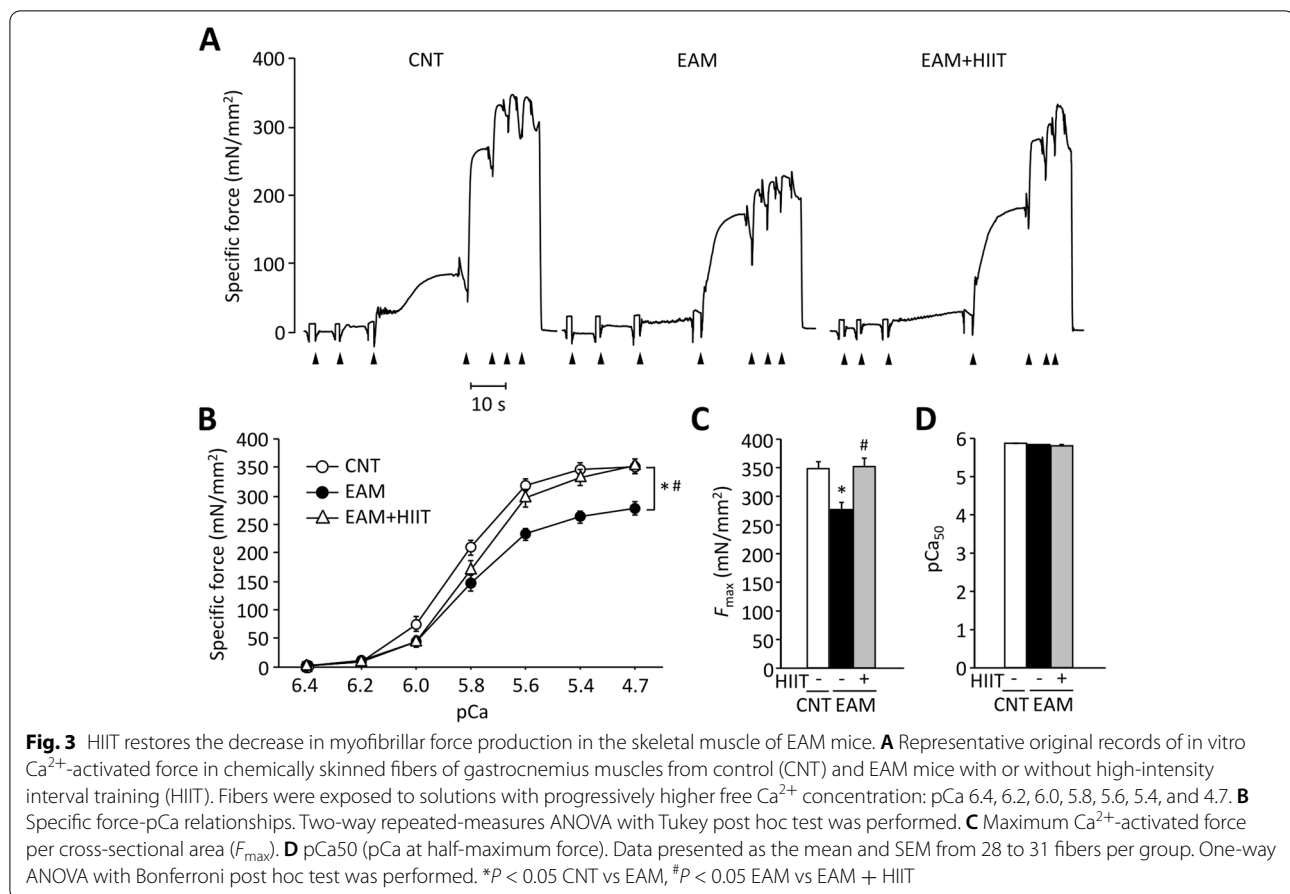 A
CNT
EAM
EAM+HIIT
Specific force (mN/mm²)
400
300
200
100
0
10 s
B
Specific force (mN/mm²)
400
350
300
250
200
150
100
50
0
CNT
EAM
EAM+HIIT
* #
6.4 6.2 6.0 5.8 5.6 5.4 4.7
pCa
C
Fmax (mN/mm²)
400
350
300
250
200
150
100
50
0
*
#
HIIT - - +
CNT EAM
D
pCa50
6
5
4
3
2
1
0
HIIT - - +
CNT EAM
Fig. 3 HIIT restores the decrease in myofibrillar force production in the skeletal muscle of EAM mice. A Representative original records of in vitro
Ca²⁺-activated force in chemically skinned fibers of gastrocnemius muscles from control (CNT) and EAM mice with or without high-intensity
interval training (HIIT). Fibers were exposed to solutions with progressively higher free Ca²⁺ concentration: pCa 6.4, 6.2, 6.0, 5.8, 5.6, 5.4, and 4.7. B
Specific force-pCa relationships. Two-way repeated-measures ANOVA with Tukey post hoc test was performed. C Maximum Ca²⁺-activated force
per cross-sectional area (Fmax). D pCa50 (pCa at half-maximum force). Data presented as the mean and SEM from 28 to 31 fibers per group. One-way
ANOVA with Bonferroni post hoc test was performed. *P < 0.05 CNT vs EAM, #P < 0.05 EAM vs EAM + HIIT